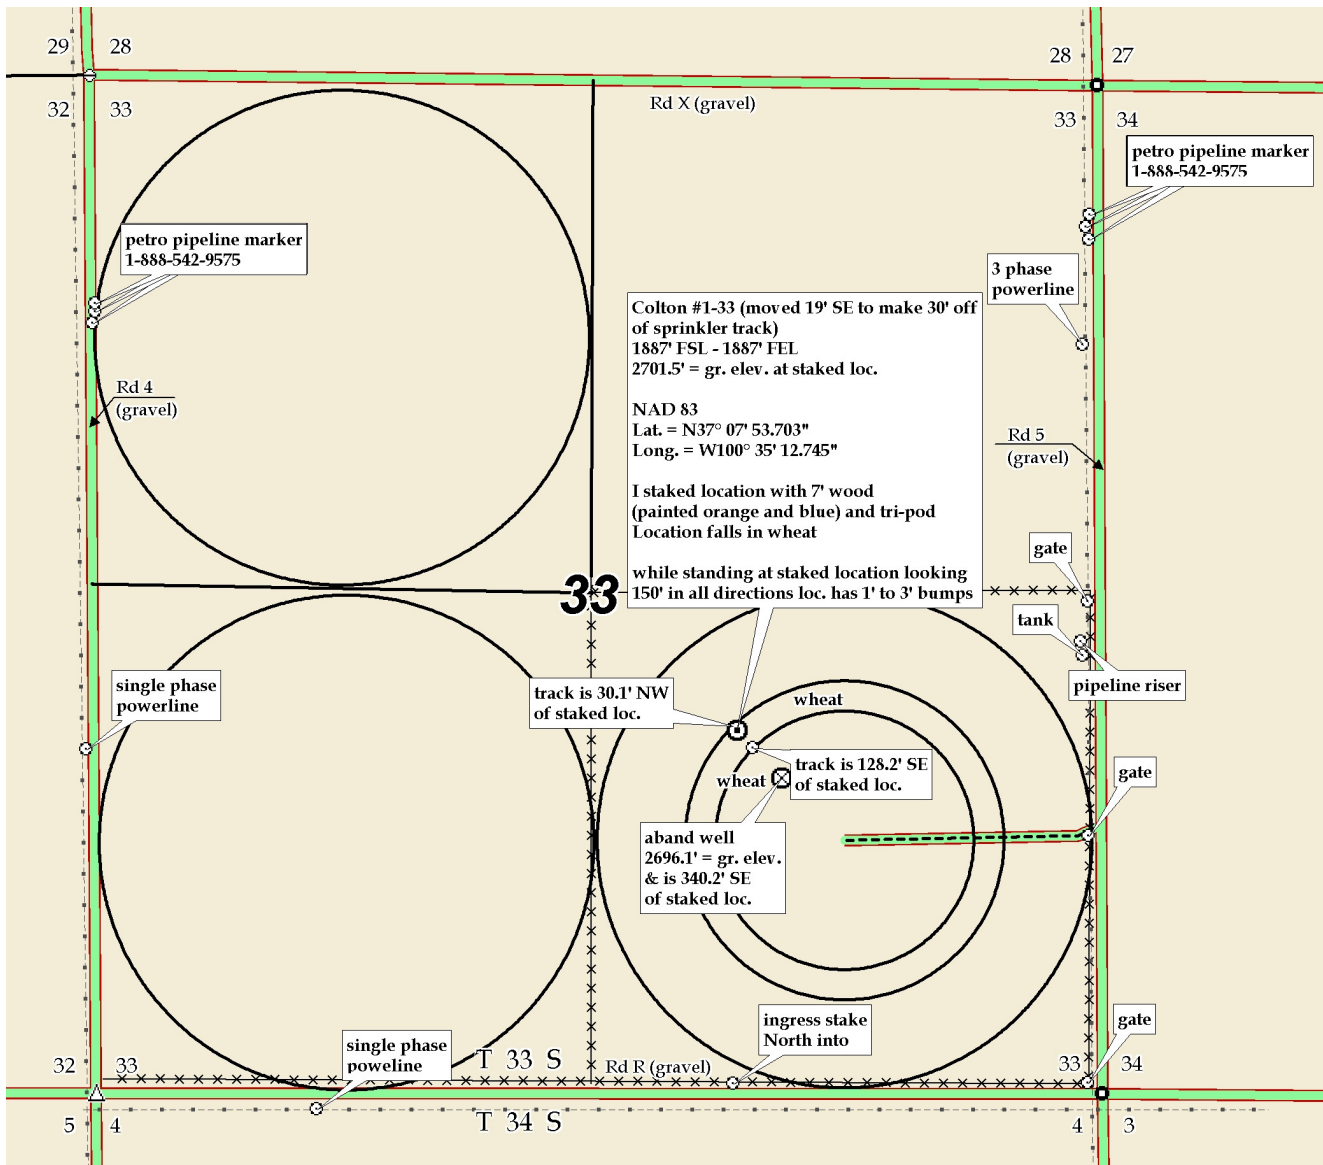 29 28
28 27
32 33
33 34
Rd X (gravel)
petro pipeline marker
1-888-542-9575
petro pipeline marker
1-888-542-9575
3 phase
powerline
Colton #1-33 (moved 19' SE to make 30' off
of sprinkler track)
1887' FSL - 1887' FEL
2701.5' = gr. elev. at staked loc.
NAD 83
Lat. = N37° 07' 53.703"
Long. = W100° 35' 12.745"
I staked location with 7' wood
(painted orange and blue) and tri-pod
Location falls in wheat
while standing at staked location looking
150' in all directions loc. has 1' to 3' bumps
Rd 4
(gravel)
Rd 5
(gravel)
gate
33
tank
pipeline riser
single phase
powerline
track is 30.1' NW
of staked loc.
wheat
track is 128.2' SE
of staked loc.
wheat
gate
aband well
2696.1' = gr. elev.
& is 340.2' SE
of staked loc.
ingress stake
North into
gate
single phase
poweline
T 33 S
Rd R (gravel)
32 33
33 34
5 4
T 34 S
4 3